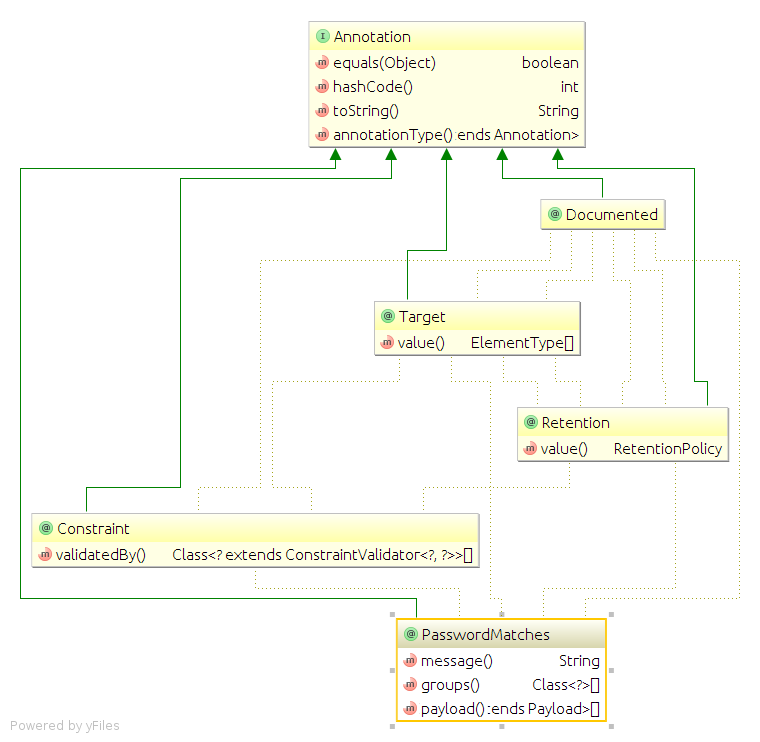 I Annotation
m equals(Object) boolean
m hashCode() int
m toString() String
m annotationType() :ends Annotation>
@ Documented
@ Target
m value() ElementType[]
@ Retention
m value() RetentionPolicy
@ Constraint
m validatedBy() Class<? extends ConstraintValidator<?, ?>>[]
@ PasswordMatches
m message() String
m groups() Class<?>[]
m payload() :ends Payload>[]
Powered by yFiles